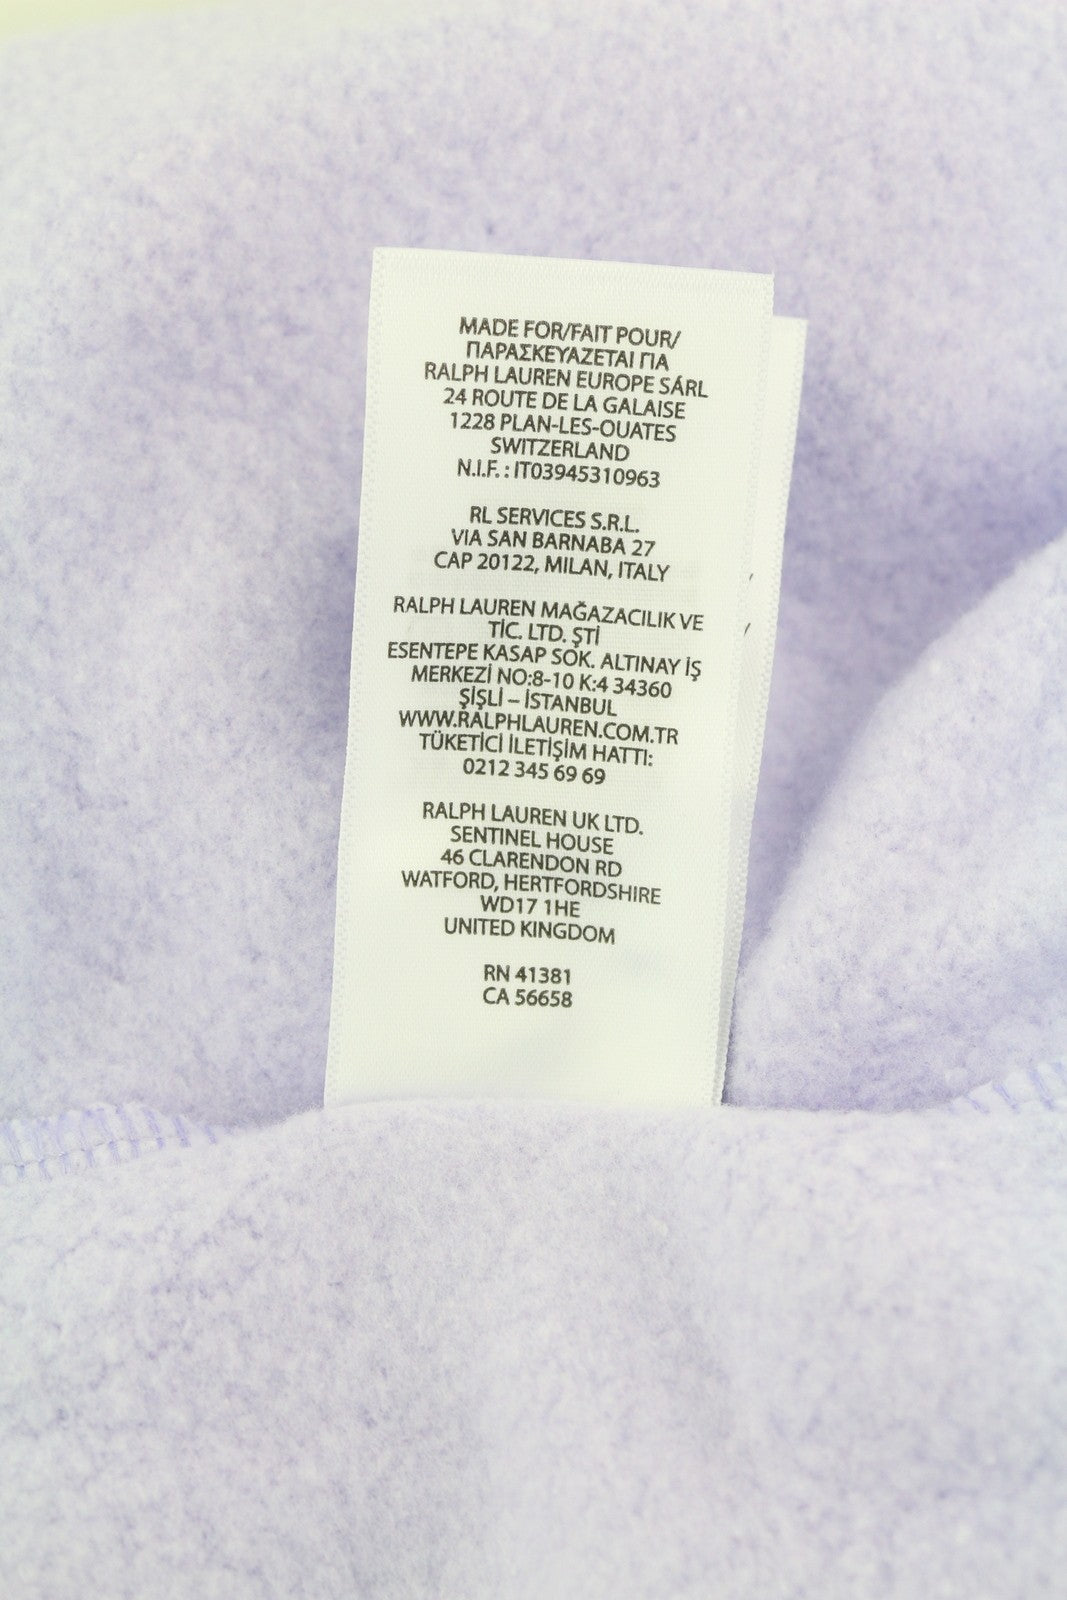 MADE FOR/FAIT POUR/
ΠΑΡΑΣΚΕΥΑΖΕΤΑΙ ΓΙΑ
RALPH LAUREN EUROPE SÁRL
24 ROUTE DE LA GALAISE
1228 PLAN-LES-OUATES
SWITZERLAND
N.I.F. : IT03945310963
RL SERVICES S.R.L.
VIA SAN BARNABA 27
CAP 20122, MILAN, ITALY
RALPH LAUREN MAĞAZACILIK VE
TİC. LTD. ŞTİ
ESENTEPE KASAP SOK. ALTINAY İŞ
MERKEZİ NO:8-10 K:4 34360
ŞİŞLİ – İSTANBUL
WWW.RALPHLAUREN.COM.TR
TÜKETİCİ İLETİŞİM HATTI:
0212 345 69 69
RALPH LAUREN UK LTD.
SENTINEL HOUSE
46 CLARENDON RD
WATFORD, HERTFORDSHIRE
WD17 1HE
UNITED KINGDOM
RN 41381
CA 56658